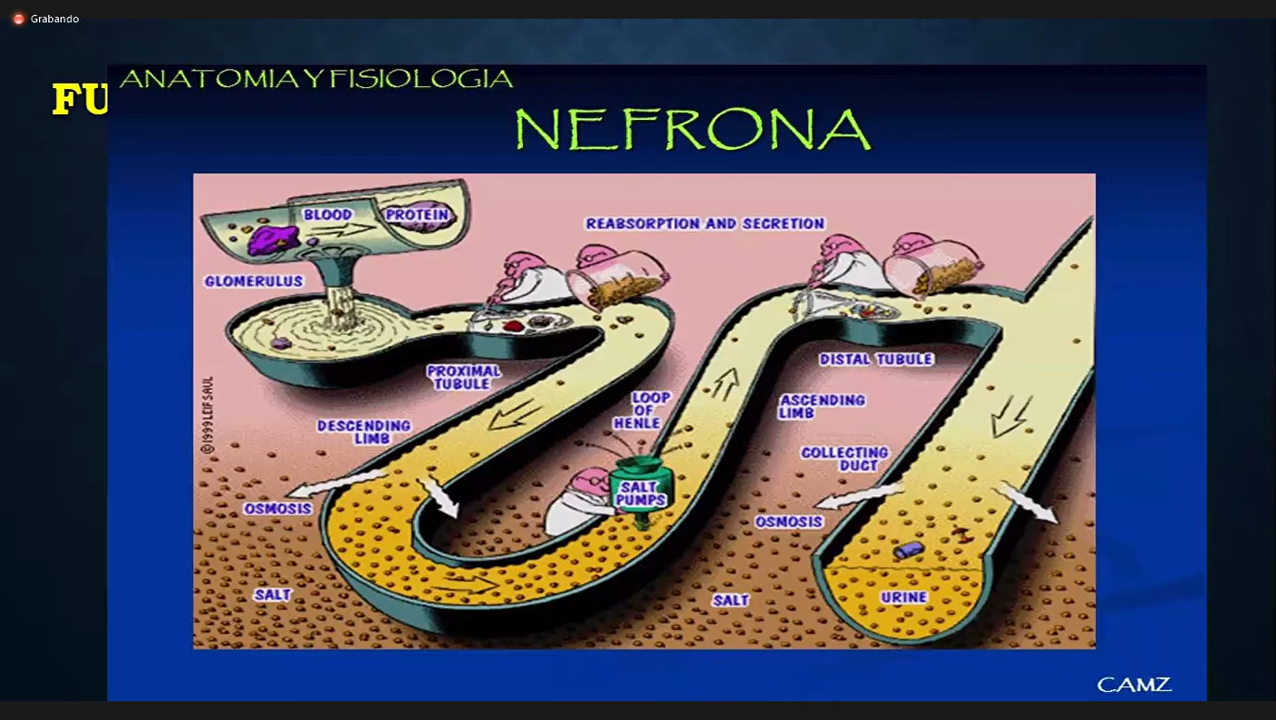 Grabando
FU
ANATOMIA Y FISIOLOGIA
NEFRONA
BLOOD
PROTEIN
REABSORPTION AND SECRETION
GLOMERULUS
PROXIMAL
TUBULE
DISTAL TUBULE
LOOP
OF
HENLE
ASCENDING
LIMB
DESCENDING
LIMB
COLLECTING
DUCT
SALT
PUMPS
OSMOSIS
OSMOSIS
SALT
SALT
URINE
©1999 LEIF SAUL
CAMZ